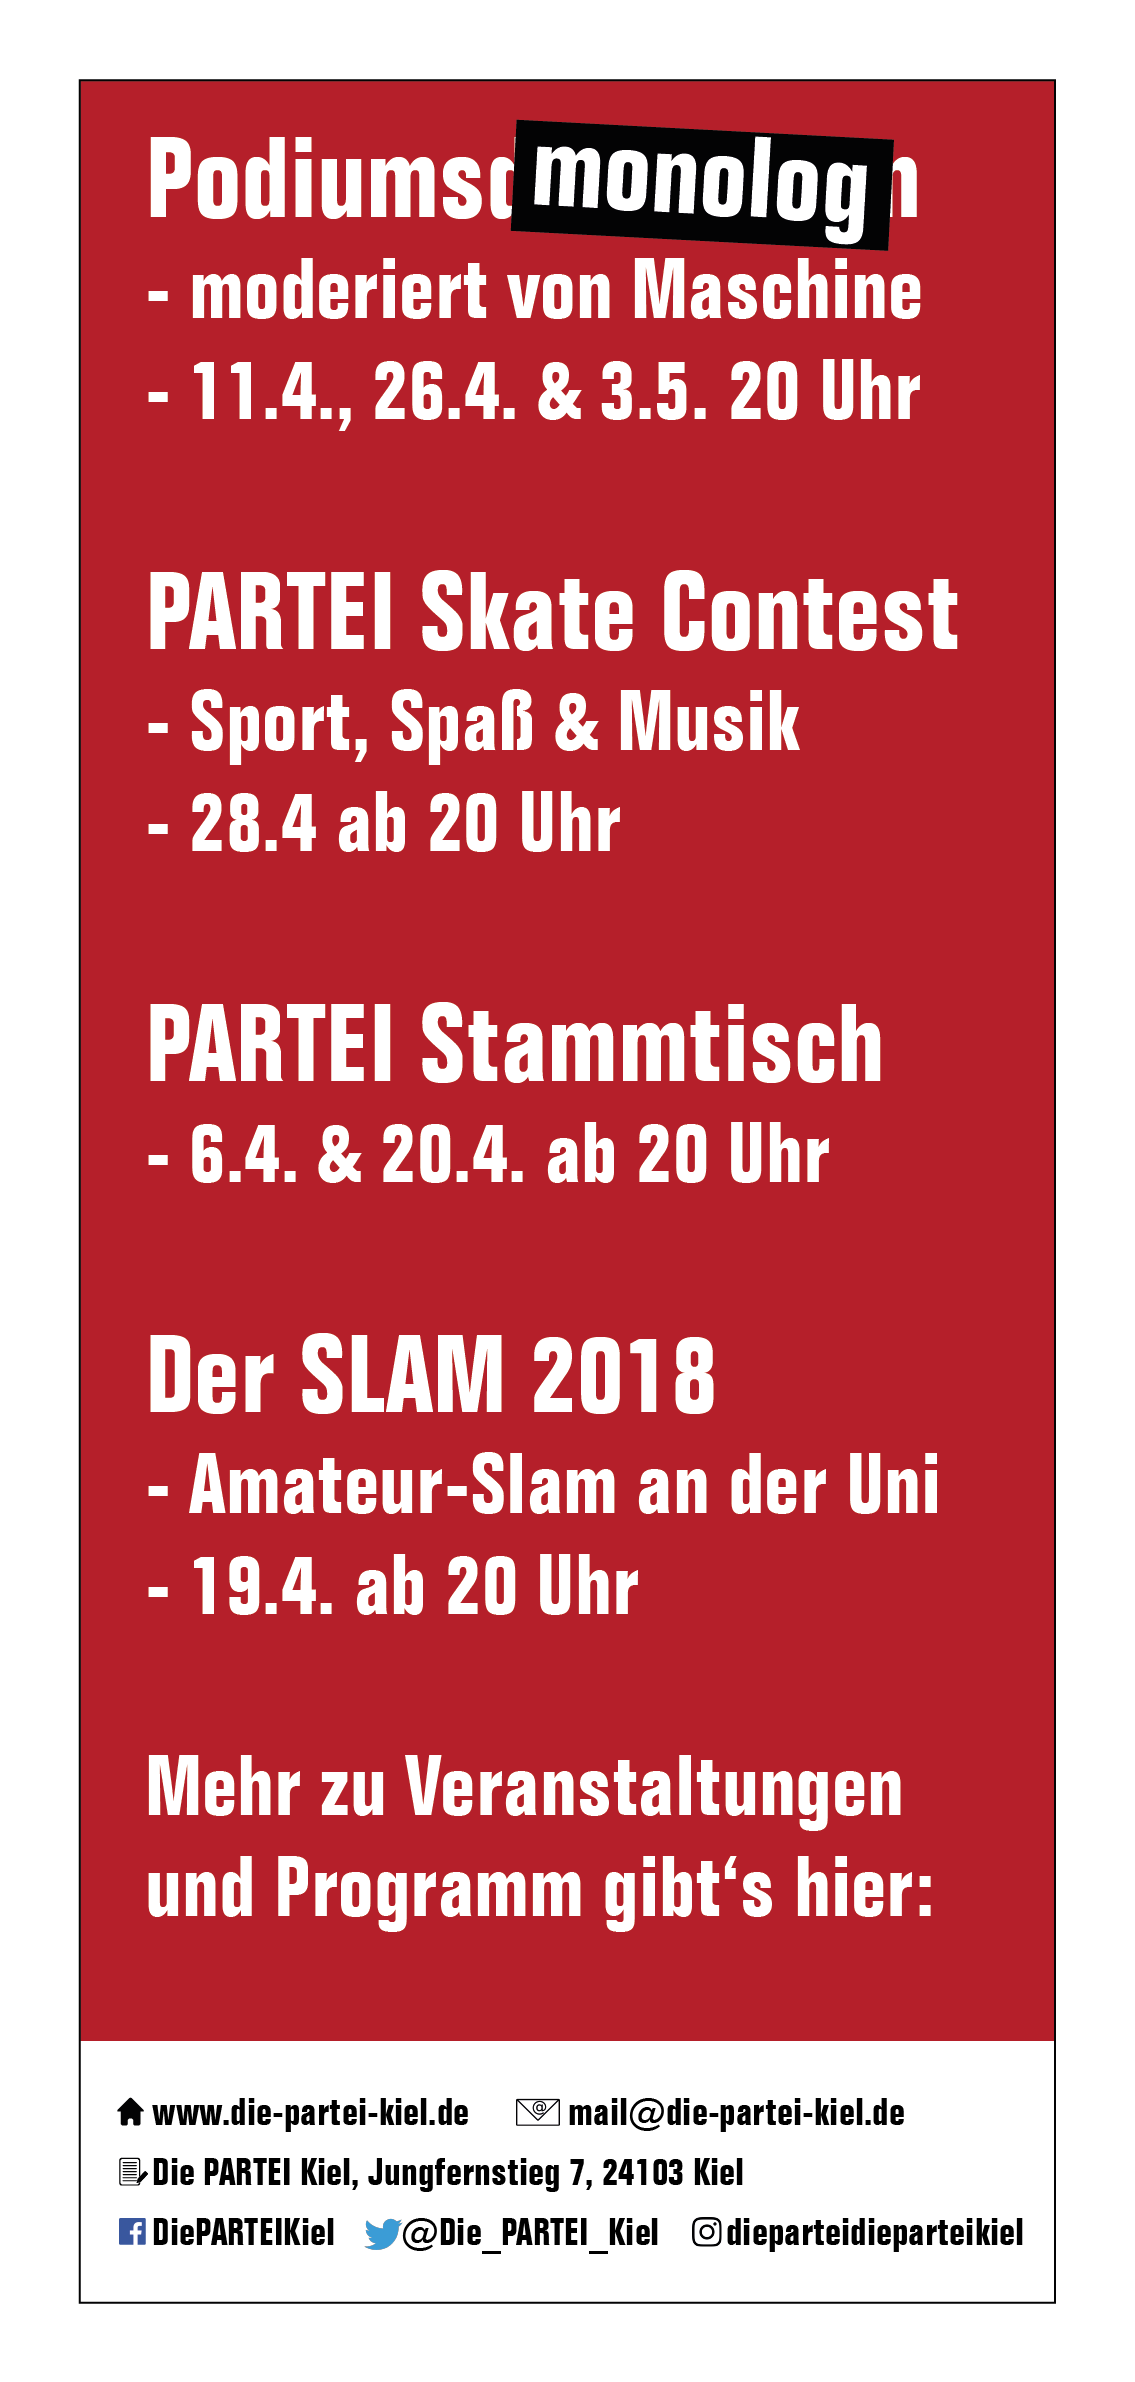 Podiumsmonolog
- moderiert von Maschine
- 11.4., 26.4. & 3.5. 20 Uhr
PARTEI Skate Contest
- Sport, Spaß & Musik
- 28.4 ab 20 Uhr
PARTEI Stammtisch
- 6.4. & 20.4. ab 20 Uhr
Der SLAM 2018
- Amateur-Slam an der Uni
- 19.4. ab 20 Uhr
Mehr zu Veranstaltungen
und Programm gibt‘s hier:
www.die-partei-kiel.de mail@die-partei-kiel.de
Die PARTEI Kiel, Jungfernstieg 7, 24103 Kiel
DiePARTEIKiel @Die_PARTEI_Kiel dieparteidieparteikiel